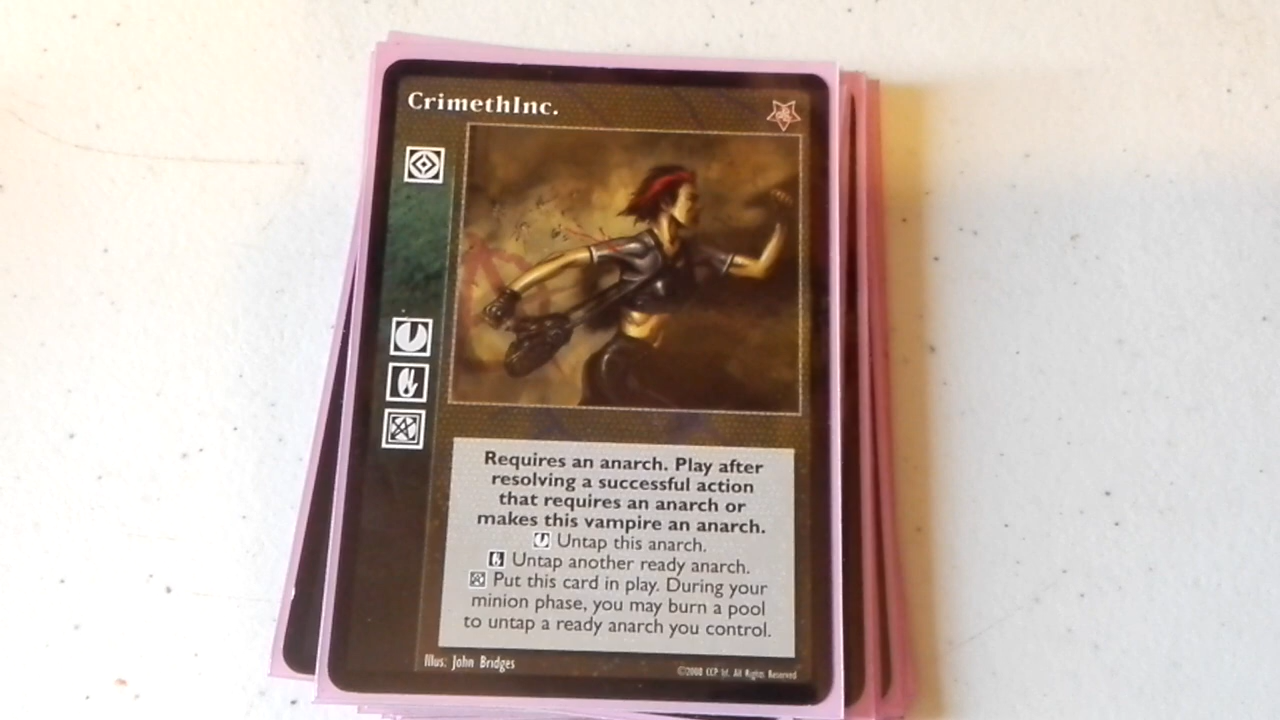 CrimethInc.
Requires an anarch. Play after
resolving a successful action
that requires an anarch or
makes this vampire an anarch.
Untap this anarch.
Untap another ready anarch.
Put this card in play. During your
minion phase, you may burn a pool
to untap a ready anarch you control.
Illus: John Bridges
©2008 CCP hf. All Rights Reserved